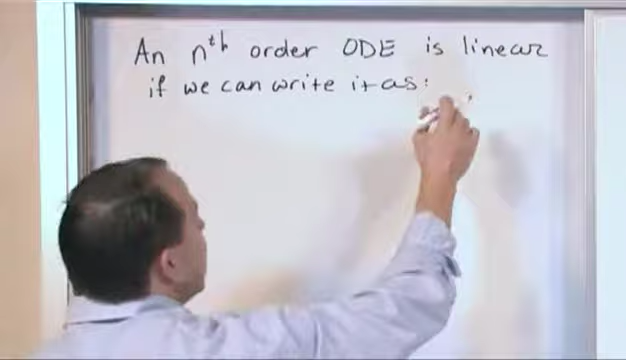 An nth order ODE is linear
if we can write it as: